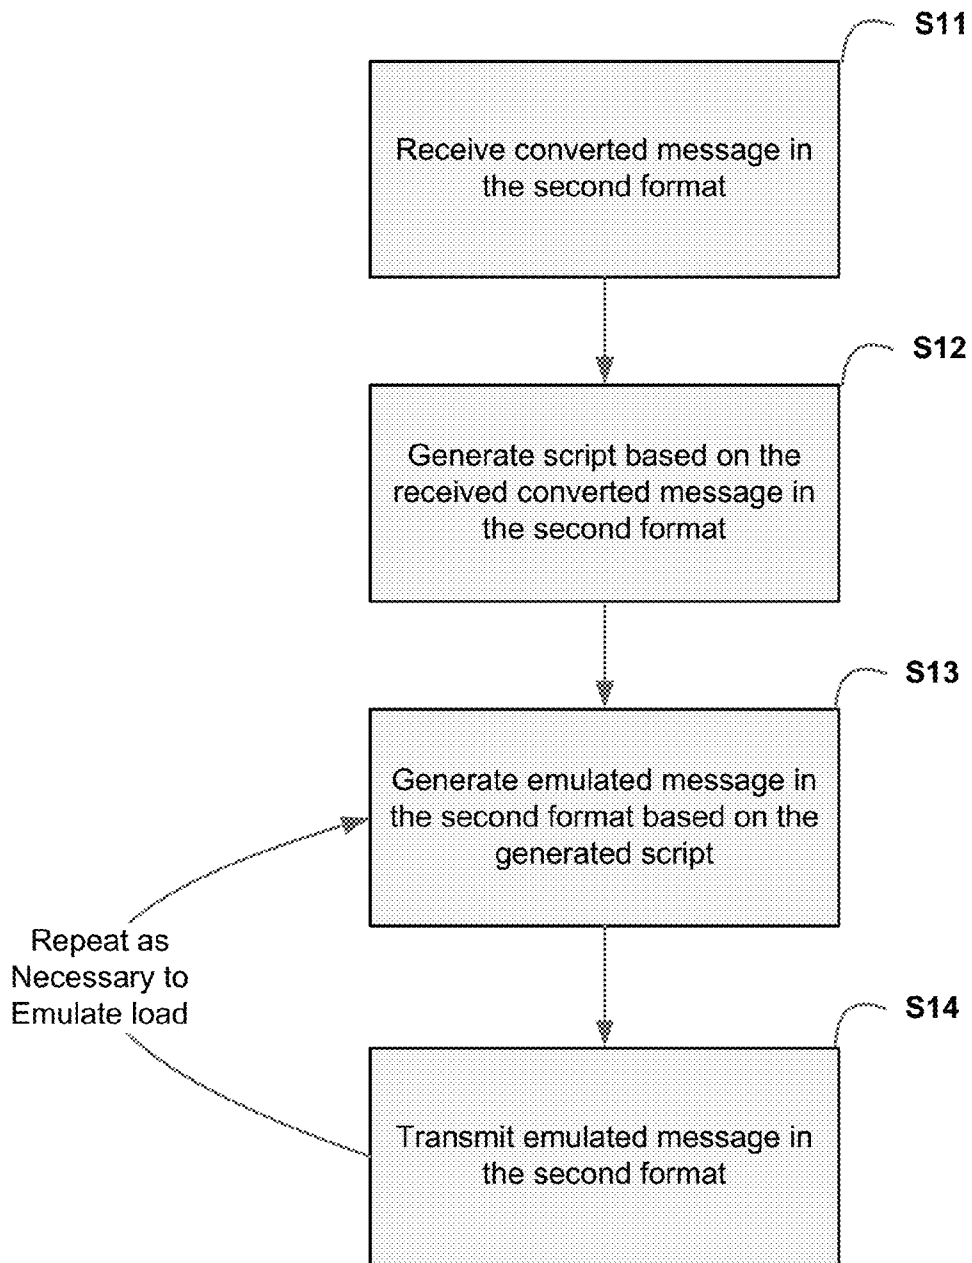 S11
Receive converted message in
the second format
S12
Generate script based on the
received converted message in
the second format
S13
Generate emulated message in
the second format based on the
generated script
Repeat as
Necessary to
Emulate load
S14
Transmit emulated message in
the second format